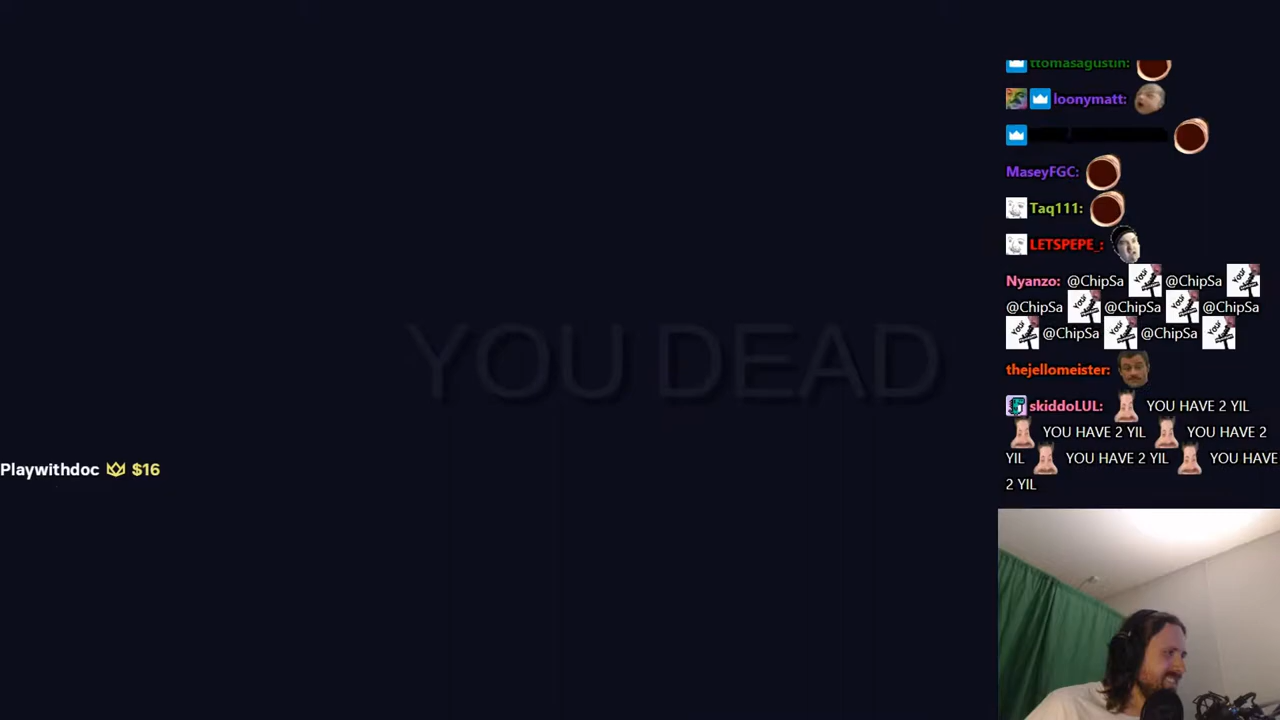 ttomasagustin:
loonymatt:
MaseyFGC:
Taq111:
LETSPEPE_:
Nyanzo: @ChipSa @ChipSa
@ChipSa @ChipSa @ChipSa
@ChipSa @ChipSa
thejellomeister:
skiddoLUL: YOU HAVE 2 YIL
YOU HAVE 2 YIL YOU HAVE 2
YIL YOU HAVE 2 YIL YOU HAVE
2 YIL
YOU DEAD
Playwithdoc $16